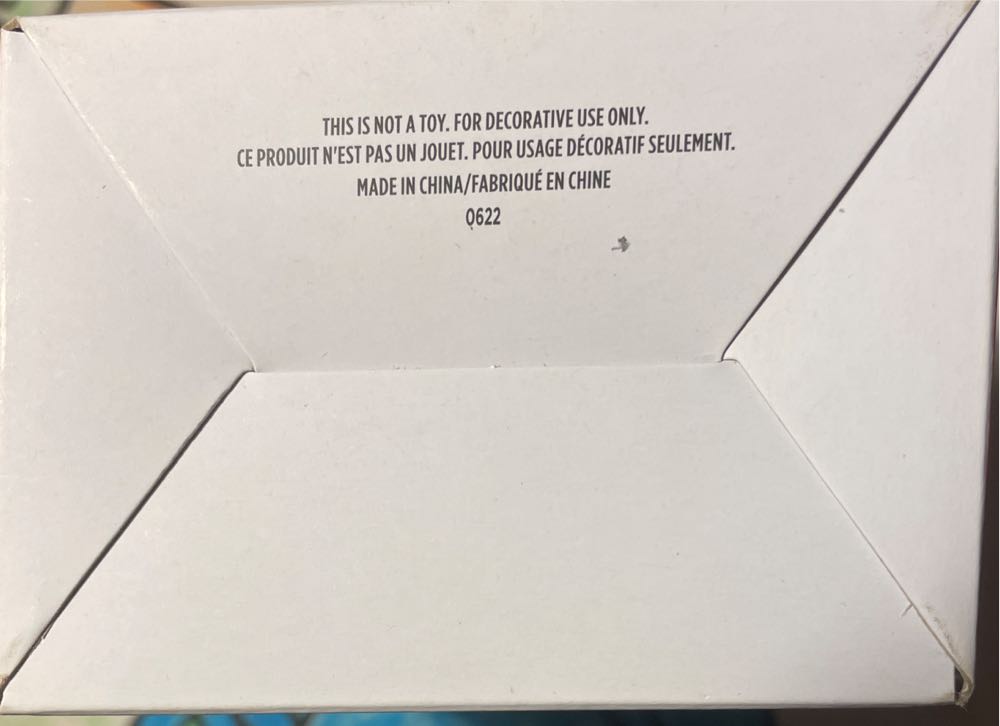 THIS IS NOT A TOY. FOR DECORATIVE USE ONLY.
CE PRODUIT N'EST PAS UN JOUET. POUR USAGE DÉCORATIF SEULEMENT.
MADE IN CHINA/FABRIQUÉ EN CHINE
0622